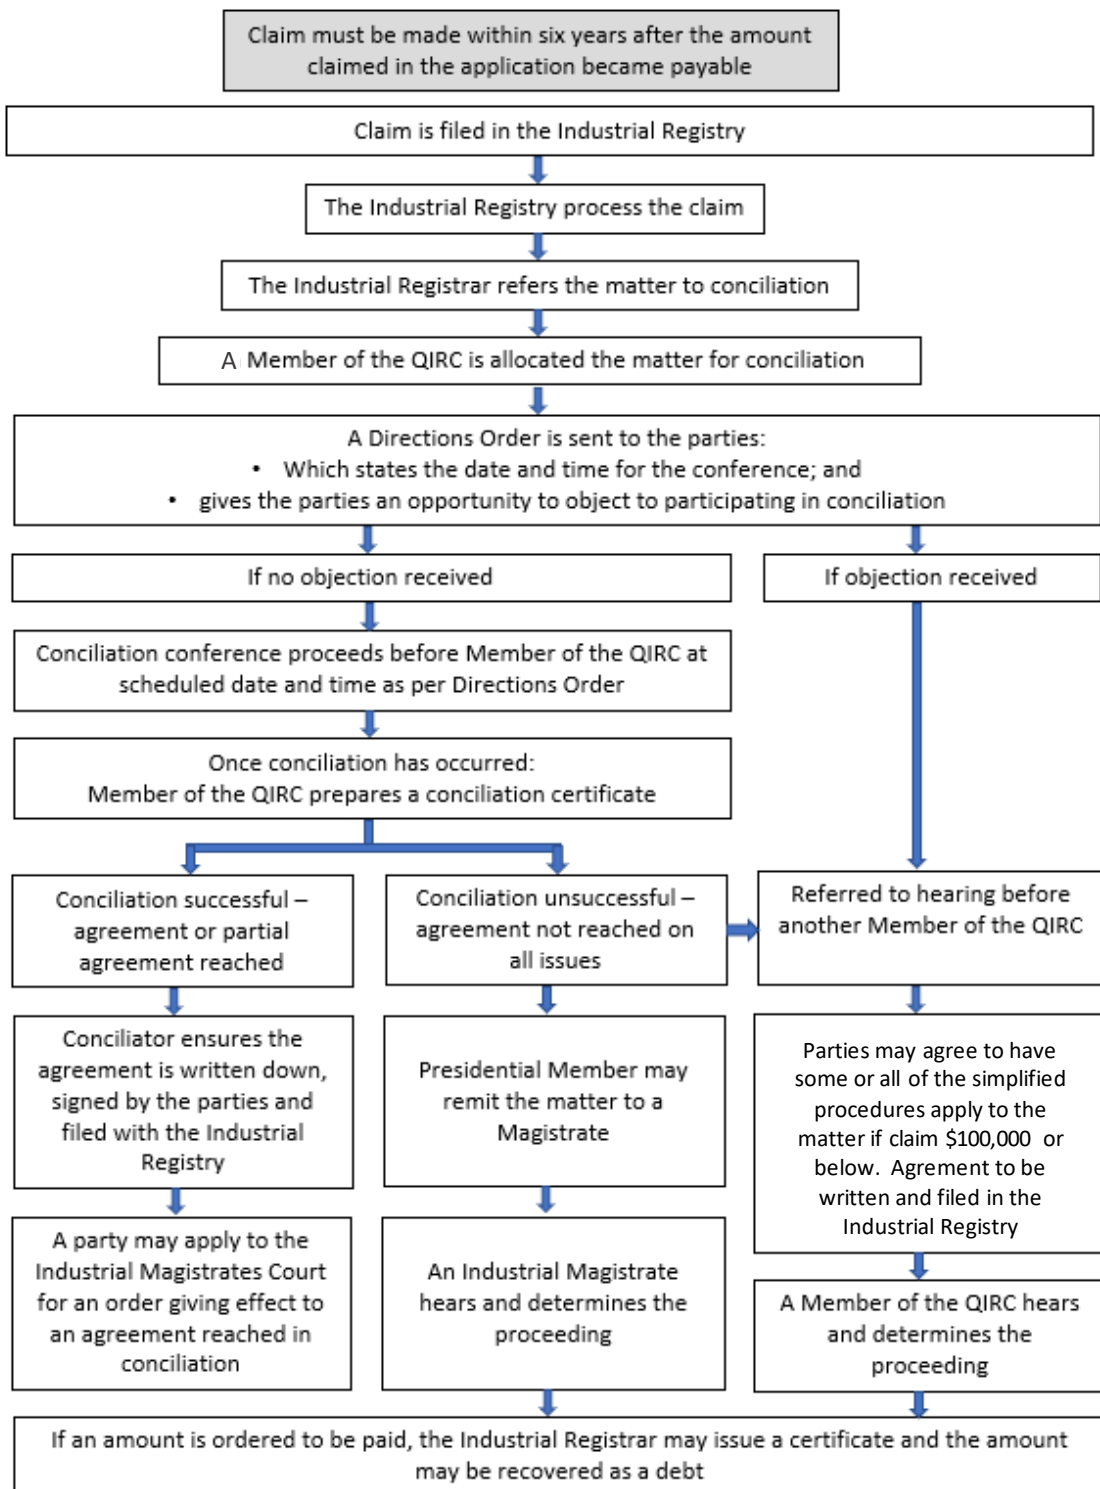 Claim must be made within six years after the amount
claimed in the application became payable
Claim is filed in the Industrial Registry
The Industrial Registry process the claim
The Industrial Registrar refers the matter to conciliation
A Member of the QIRC is allocated the matter for conciliation
A Directions Order is sent to the parties:
• Which states the date and time for the conference; and
• gives the parties an opportunity to object to participating in conciliation
If no objection received
If objection received
Conciliation conference proceeds before Member of the QIRC at
scheduled date and time as per Directions Order
Once conciliation has occurred:
Member of the QIRC prepares a conciliation certificate
Conciliation successful –
agreement or partial
agreement reached
Conciliation unsuccessful –
agreement not reached on
all issues
Referred to hearing before
another Member of the QIRC
Conciliator ensures the
agreement is written down,
signed by the parties and
filed with the Industrial
Registry
Presidential Member may
remit the matter to a
Magistrate
Parties may agree to have
some or all of the simplified
procedures apply to the
matter if claim $100,000 or
below. Agrement to be
written and filed in the
Industrial Registry
A party may apply to the
Industrial Magistrates Court
for an order giving effect to
an agreement reached in
conciliation
An Industrial Magistrate
hears and determines the
proceeding
A Member of the QIRC hears
and determines the
proceeding
If an amount is ordered to be paid, the Industrial Registrar may issue a certificate and the amount
may be recovered as a debt